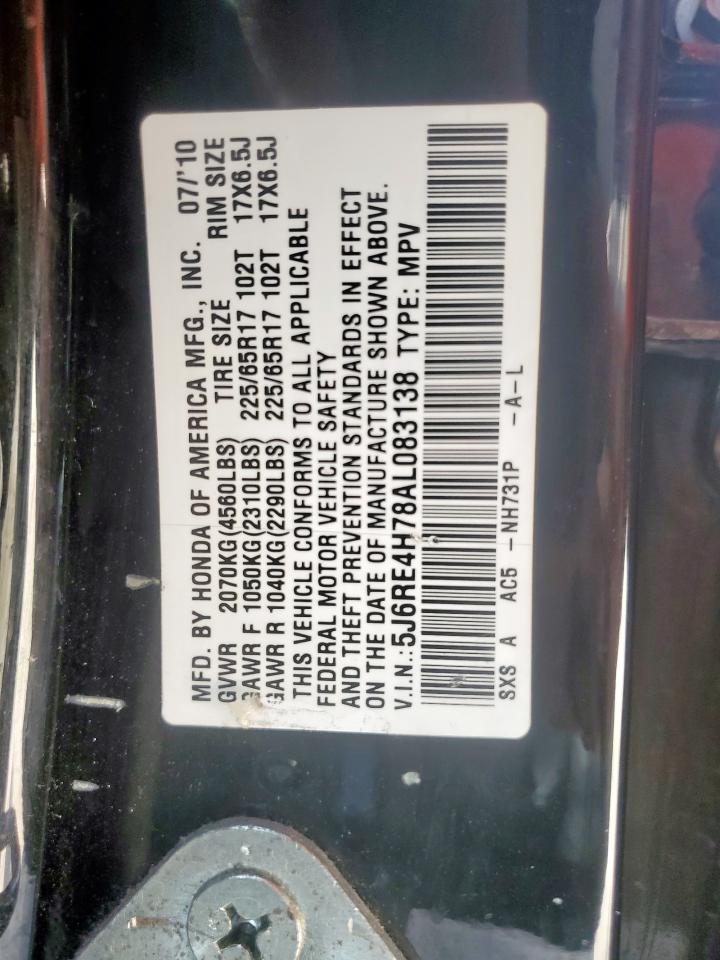 MFD. BY HONDA OF AMERICA MFG., INC. 07/'10
GVWR 2070KG(4560LBS) TIRE SIZE RIM SIZE
GAWR F 1050KG(2310LBS) 225/65R17 102T 17X6.5J
GAWR R 1040KG(2290LBS) 225/65R17 102T 17X6.5J
THIS VEHICLE CONFORMS TO ALL APPLICABLE
FEDERAL MOTOR VEHICLE SAFETY
AND THEFT PREVENTION STANDARDS IN EFFECT
ON THE DATE OF MANUFACTURE SHOWN ABOVE.
V.I.N.:5J6RE4H78AL083138 TYPE: MPV
SXS A AC5 -NH731P -A-L